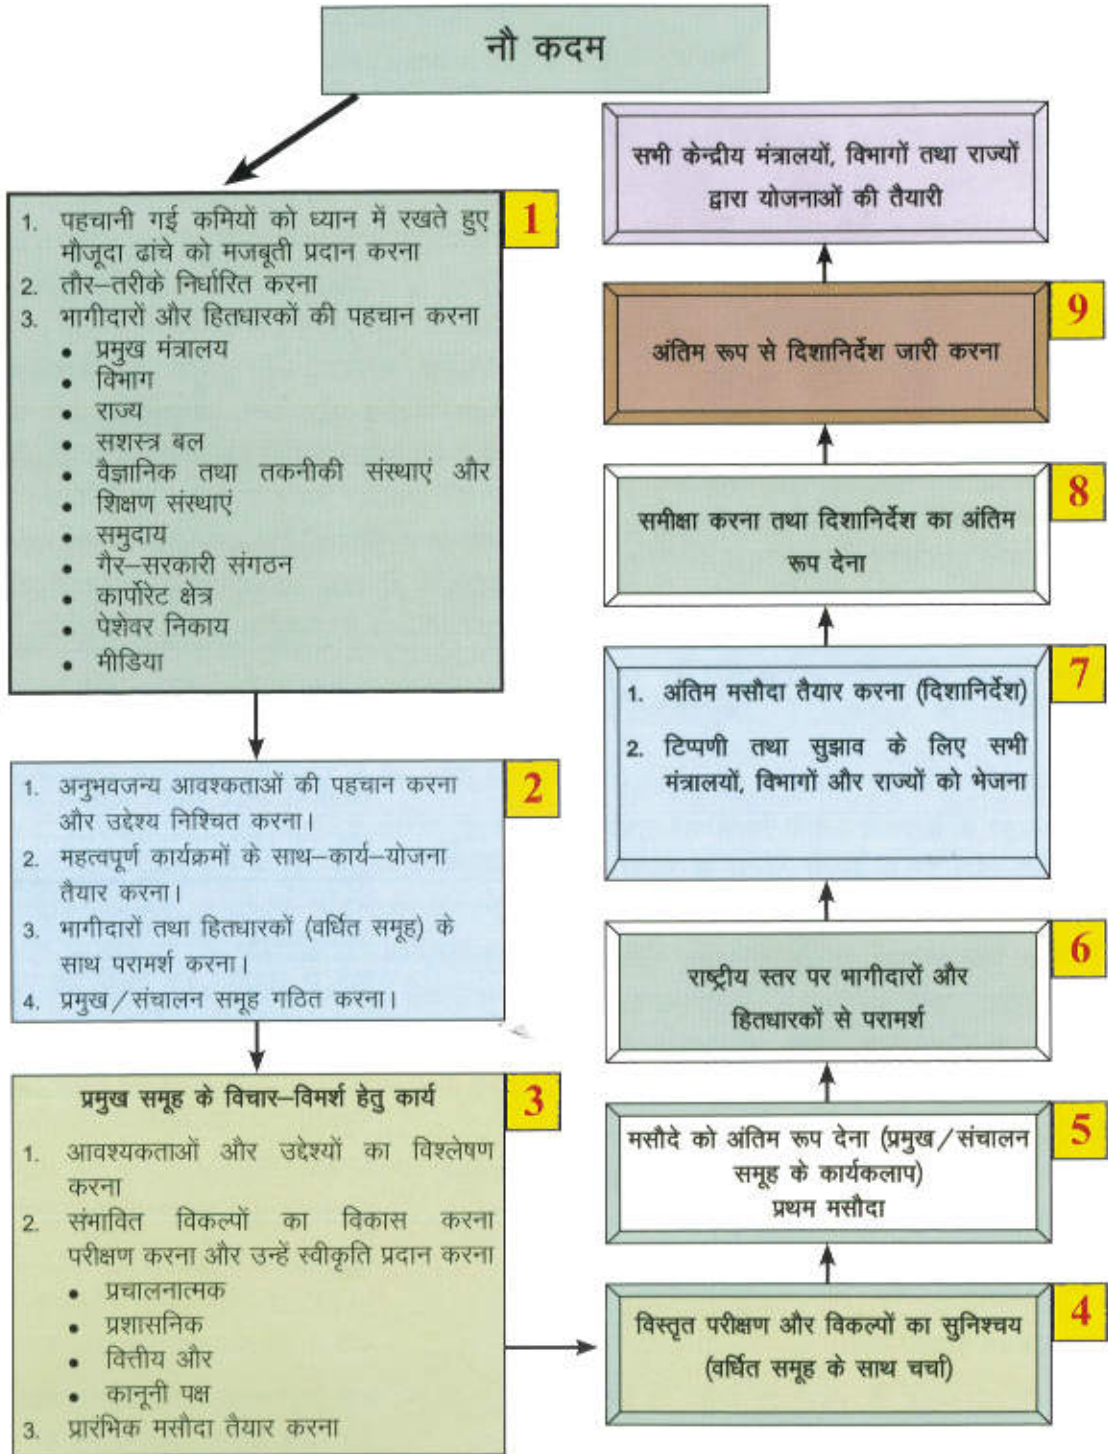 नौ कदम
1
1. पहचानी गई कमियों को ध्यान में रखते हुए
मौजूदा ढांचे को मजबूती प्रदान करना
2. तौर–तरीके निर्धारित करना
3. भागीदारों और हितधारकों की पहचान करना
• प्रमुख मंत्रालय
• विभाग
• राज्य
• सशस्त्र बल
• वैज्ञानिक तथा तकनीकी संस्थाएं और
• शिक्षण संस्थाएं
• समुदाय
• गैर–सरकारी संगठन
• कार्पोरेट क्षेत्र
• पेशेवर निकाय
• मीडिया
2
1. अनुभवजन्य आवश्कताओं की पहचान करना
और उद्देश्य निश्चित करना।
2. महत्वपूर्ण कार्यक्रमों के साथ–कार्य–योजना
तैयार करना।
3. भागीदारों तथा हितधारकों (वर्धित समूह) के
साथ परामर्श करना।
4. प्रमुख/संचालन समूह गठित करना।
3
प्रमुख समूह के विचार–विमर्श हेतु कार्य
1. आवश्यकताओं और उद्देश्यों का विश्लेषण
करना
2. संभावित विकल्पों का विकास करना
परीक्षण करना और उन्हें स्वीकृति प्रदान करना
• प्रचालनात्मक
• प्रशासनिक
• वित्तीय और
• कानूनी पक्ष
3. प्रारंभिक मसौदा तैयार करना
4
विस्तृत परीक्षण और विकल्पों का सुनिश्चय
(वर्धित समूह के साथ चर्चा)
5
मसौदे को अंतिम रूप देना (प्रमुख/संचालन
समूह के कार्यकलाप)
प्रथम मसौदा
6
राष्ट्रीय स्तर पर भागीदारों और
हितधारकों से परामर्श
7
1. अंतिम मसौदा तैयार करना (दिशानिर्देश)
2. टिप्पणी तथा सुझाव के लिए सभी
मंत्रालयों, विभागों और राज्यों को भेजना
8
समीक्षा करना तथा दिशानिर्देश का अंतिम
रूप देना
9
अंतिम रूप से दिशानिर्देश जारी करना
सभी केन्द्रीय मंत्रालयों, विभागों तथा राज्यों
द्वारा योजनाओं की तैयारी